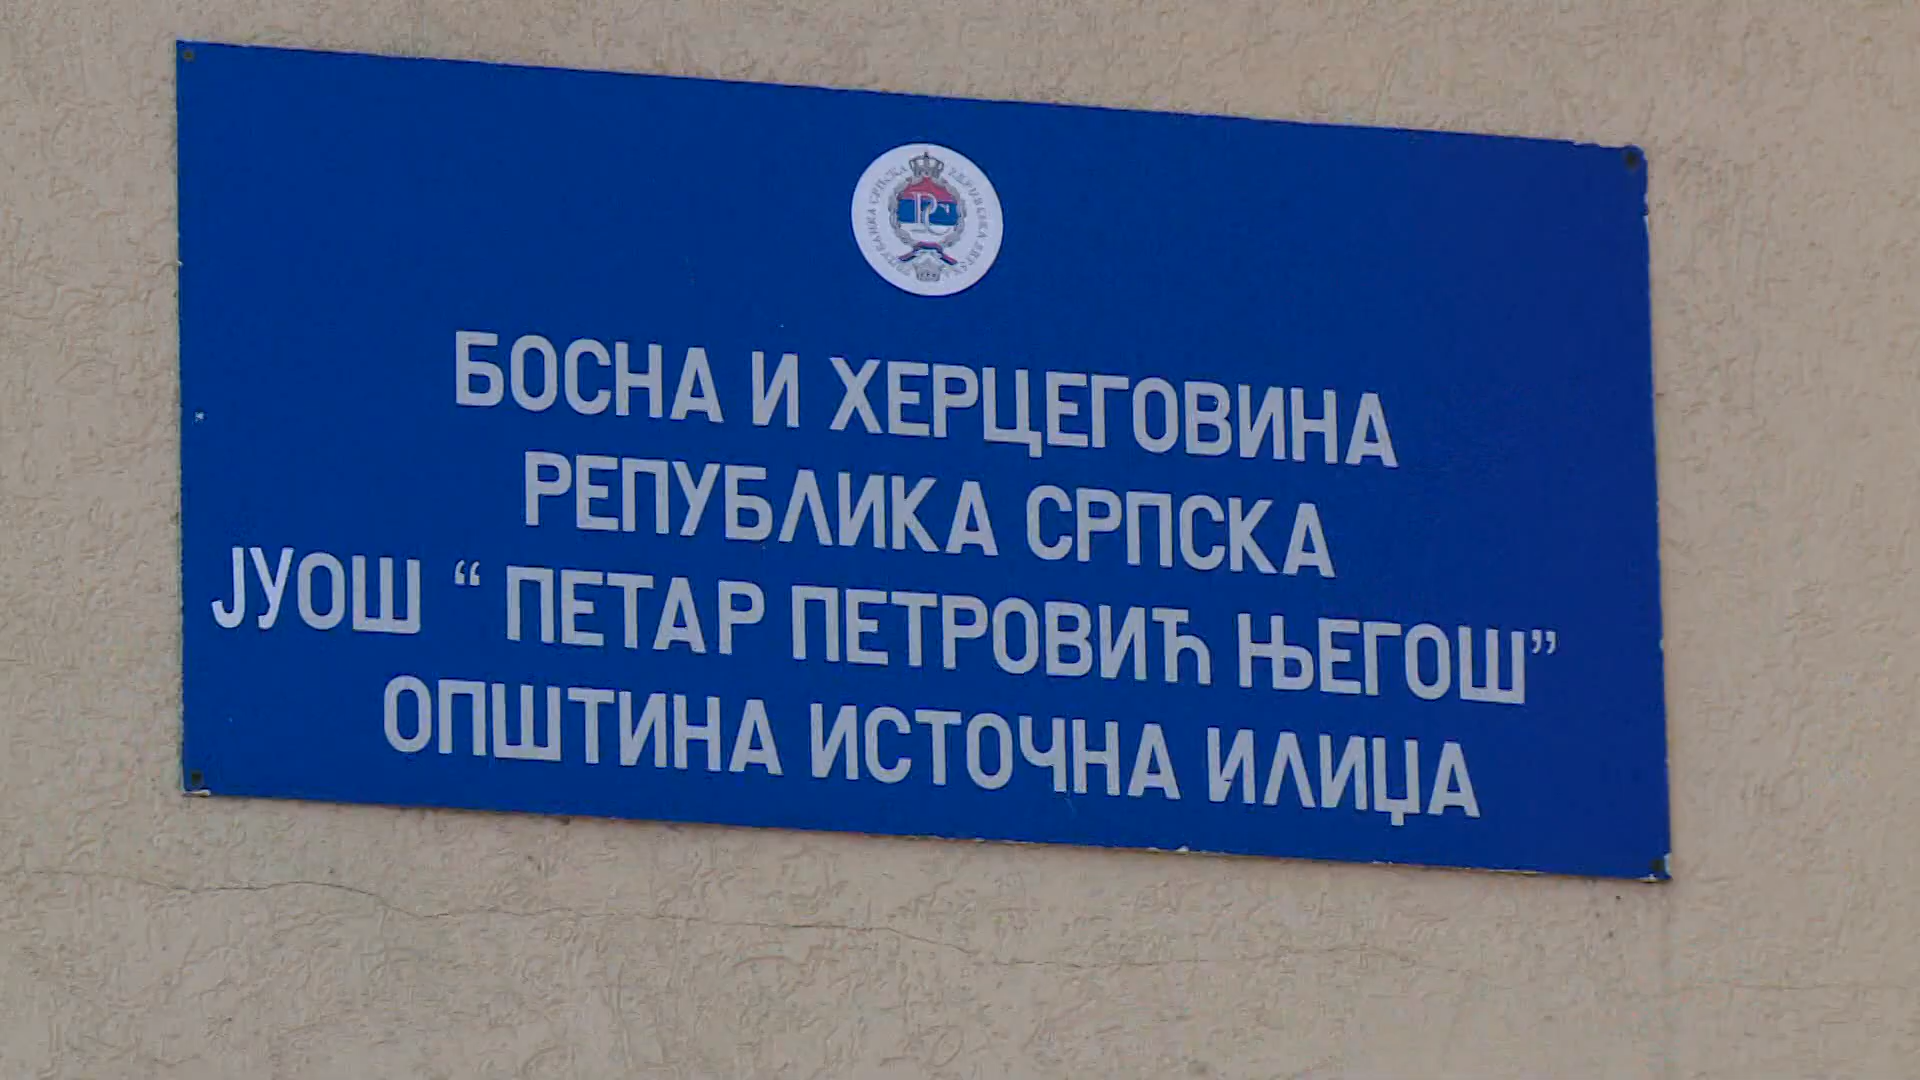 БОСНА И ХЕРЦЕГОВИНА
РЕПУБЛИКА СРПСКА
ЈУОШ “ ПЕТАР ПЕТРОВИЋ ЊЕГОШ”
ОПШТИНА ИСТОЧНА ИЛИЏА